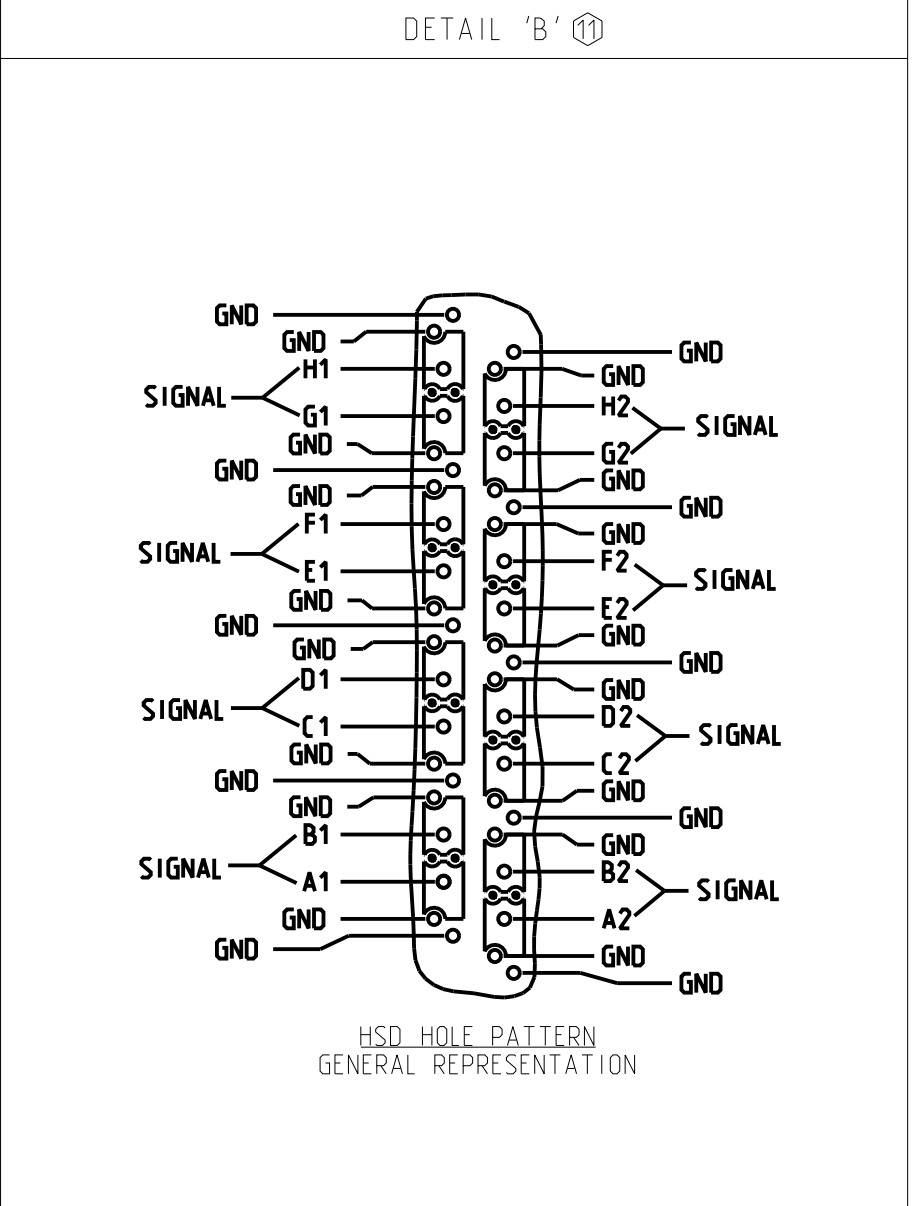 DETAIL 'B' 11
GND
GND
H1
SIGNAL
G1
GND
GND
GND
F1
SIGNAL
E1
GND
GND
GND
D1
SIGNAL
C1
GND
GND
GND
B1
SIGNAL
A1
GND
GND
GND
GND
H2
SIGNAL
G2
GND
GND
GND
F2
SIGNAL
E2
GND
GND
GND
D2
SIGNAL
C2
GND
GND
GND
B2
SIGNAL
A2
GND
GND
HSD HOLE PATTERN
GENERAL REPRESENTATION